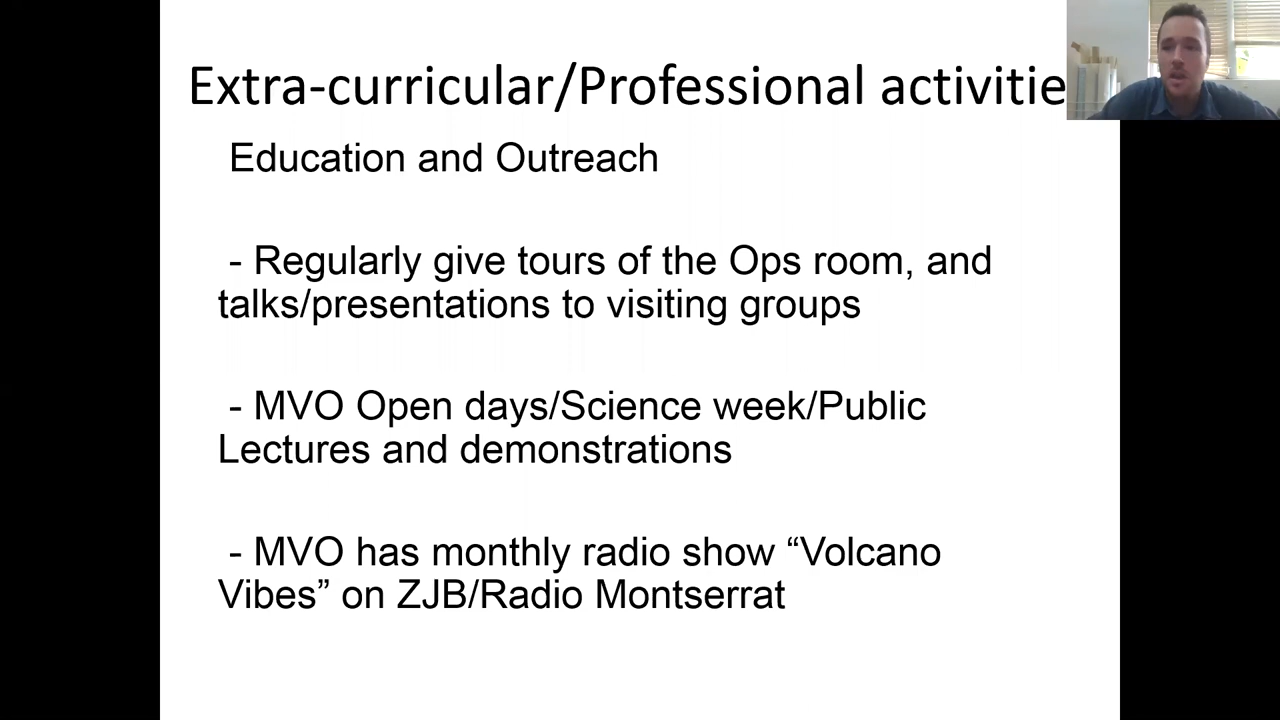 Extra-curricular/Professional activitie
Education and Outreach
- Regularly give tours of the Ops room, and
talks/presentations to visiting groups
- MVO Open days/Science week/Public
Lectures and demonstrations
- MVO has monthly radio show “Volcano
Vibes” on ZJB/Radio Montserrat